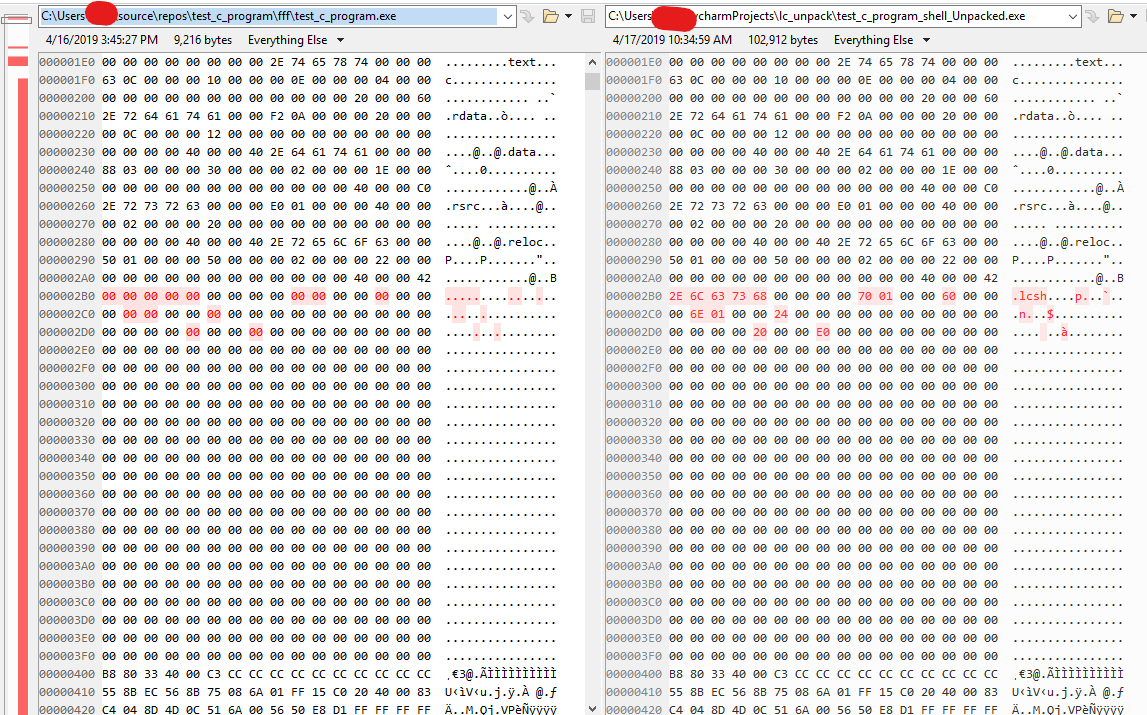 C:\Users source\repos\test_c_program\fff\test_c_program.exe
4/16/2019 3:45:27 PM 9,216 bytes Everything Else
000001E0 00 00 00 00 00 00 00 00 2E 74 65 78 74 00 00 00 ........text...
000001F0 63 0C 00 00 00 10 00 00 00 0E 00 00 00 04 00 00 c...............
00000200 00 00 00 00 00 00 00 00 00 00 00 00 20 00 00 60 ............ ..`
00000210 2E 72 64 61 74 61 00 00 F2 0A 00 00 00 20 00 00 .rdata..ò.... ..
00000220 00 0C 00 00 00 12 00 00 00 00 00 00 00 00 00 00 ................
00000230 00 00 00 00 40 00 00 40 2E 64 61 74 61 00 00 00 ....@..@.data...
00000240 88 03 00 00 00 30 00 00 00 02 00 00 00 1E 00 00 ˆ....0..........
00000250 00 00 00 00 00 00 00 00 00 00 00 00 40 00 00 C0 ............@..À
00000260 2E 72 73 72 63 00 00 00 E0 01 00 00 00 40 00 00 .rsrc...à....@..
00000270 00 02 00 00 00 20 00 00 00 00 00 00 00 00 00 00 ..... ..........
00000280 00 00 00 00 40 00 00 40 2E 72 65 6C 6F 63 00 00 ....@..@.reloc..
00000290 50 01 00 00 00 50 00 00 00 02 00 00 00 22 00 00 P....P......."..
000002A0 00 00 00 00 00 00 00 00 00 00 00 00 40 00 00 42 ............@..B
000002B0 00 00 00 00 00 00 00 00 00 00 00 00 00 00 00 00 ................
000002C0 00 00 00 00 00 00 00 00 00 00 00 00 00 00 00 00 ................
000002D0 00 00 00 00 00 00 00 00 00 00 00 00 00 00 00 00 ................
000002E0 00 00 00 00 00 00 00 00 00 00 00 00 00 00 00 00 ................
000002F0 00 00 00 00 00 00 00 00 00 00 00 00 00 00 00 00 ................
00000300 00 00 00 00 00 00 00 00 00 00 00 00 00 00 00 00 ................
00000310 00 00 00 00 00 00 00 00 00 00 00 00 00 00 00 00 ................
00000320 00 00 00 00 00 00 00 00 00 00 00 00 00 00 00 00 ................
00000330 00 00 00 00 00 00 00 00 00 00 00 00 00 00 00 00 ................
00000340 00 00 00 00 00 00 00 00 00 00 00 00 00 00 00 00 ................
00000350 00 00 00 00 00 00 00 00 00 00 00 00 00 00 00 00 ................
00000360 00 00 00 00 00 00 00 00 00 00 00 00 00 00 00 00 ................
00000370 00 00 00 00 00 00 00 00 00 00 00 00 00 00 00 00 ................
00000380 00 00 00 00 00 00 00 00 00 00 00 00 00 00 00 00 ................
00000390 00 00 00 00 00 00 00 00 00 00 00 00 00 00 00 00 ................
000003A0 00 00 00 00 00 00 00 00 00 00 00 00 00 00 00 00 ................
000003B0 00 00 00 00 00 00 00 00 00 00 00 00 00 00 00 00 ................
000003C0 00 00 00 00 00 00 00 00 00 00 00 00 00 00 00 00 ................
000003D0 00 00 00 00 00 00 00 00 00 00 00 00 00 00 00 00 ................
000003E0 00 00 00 00 00 00 00 00 00 00 00 00 00 00 00 00 ................
000003F0 00 00 00 00 00 00 00 00 00 00 00 00 00 00 00 00 ................
00000400 B8 80 33 40 00 C3 CC CC CC CC CC CC CC CC CC CC ¸€3@.ÃÌÌÌÌÌÌÌÌÌÌ
00000410 55 8B EC 56 8B 75 08 6A 01 FF 15 C0 20 40 00 83 U‹ìV‹u.j.ÿ.À @.ƒ
00000420 C4 04 8D 4D 0C 51 6A 00 56 50 E8 D1 FF FF FF FF Ä..M.Qj.VPèÑÿÿÿÿ
C:\Users ycharmProjects\lc_unpack\test_c_program_shell_Unpacked.exe
4/17/2019 10:34:59 AM 102,912 bytes Everything Else
000001E0 00 00 00 00 00 00 00 00 2E 74 65 78 74 00 00 00 ........text...
000001F0 63 0C 00 00 00 10 00 00 00 0E 00 00 00 04 00 00 c...............
00000200 00 00 00 00 00 00 00 00 00 00 00 00 20 00 00 60 ............ ..`
00000210 2E 72 64 61 74 61 00 00 F2 0A 00 00 00 20 00 00 .rdata..ò.... ..
00000220 00 0C 00 00 00 12 00 00 00 00 00 00 00 00 00 00 ................
00000230 00 00 00 00 40 00 00 40 2E 64 61 74 61 00 00 00 ....@..@.data...
00000240 88 03 00 00 00 30 00 00 00 02 00 00 00 1E 00 00 ˆ....0..........
00000250 00 00 00 00 00 00 00 00 00 00 00 00 40 00 00 C0 ............@..À
00000260 2E 72 73 72 63 00 00 00 E0 01 00 00 00 40 00 00 .rsrc...à....@..
00000270 00 02 00 00 00 20 00 00 00 00 00 00 00 00 00 00 ..... ..........
00000280 00 00 00 00 40 00 00 40 2E 72 65 6C 6F 63 00 00 ....@..@.reloc..
00000290 50 01 00 00 00 50 00 00 00 02 00 00 00 22 00 00 P....P......."..
000002A0 00 00 00 00 00 00 00 00 00 00 00 00 40 00 00 42 ............@..B
000002B0 2E 6C 63 73 68 00 00 00 00 70 01 00 00 60 00 00 .lcsh....p...`..
000002C0 00 6E 01 00 00 24 00 00 00 00 00 00 00 00 00 00 .n...$..........
000002D0 00 00 00 00 20 00 00 E0 00 00 00 00 00 00 00 00 .... ..à........
000002E0 00 00 00 00 00 00 00 00 00 00 00 00 00 00 00 00 ................
000002F0 00 00 00 00 00 00 00 00 00 00 00 00 00 00 00 00 ................
00000300 00 00 00 00 00 00 00 00 00 00 00 00 00 00 00 00 ................
00000310 00 00 00 00 00 00 00 00 00 00 00 00 00 00 00 00 ................
00000320 00 00 00 00 00 00 00 00 00 00 00 00 00 00 00 00 ................
00000330 00 00 00 00 00 00 00 00 00 00 00 00 00 00 00 00 ................
00000340 00 00 00 00 00 00 00 00 00 00 00 00 00 00 00 00 ................
00000350 00 00 00 00 00 00 00 00 00 00 00 00 00 00 00 00 ................
00000360 00 00 00 00 00 00 00 00 00 00 00 00 00 00 00 00 ................
00000370 00 00 00 00 00 00 00 00 00 00 00 00 00 00 00 00 ................
00000380 00 00 00 00 00 00 00 00 00 00 00 00 00 00 00 00 ................
00000390 00 00 00 00 00 00 00 00 00 00 00 00 00 00 00 00 ................
000003A0 00 00 00 00 00 00 00 00 00 00 00 00 00 00 00 00 ................
000003B0 00 00 00 00 00 00 00 00 00 00 00 00 00 00 00 00 ................
000003C0 00 00 00 00 00 00 00 00 00 00 00 00 00 00 00 00 ................
000003D0 00 00 00 00 00 00 00 00 00 00 00 00 00 00 00 00 ................
000003E0 00 00 00 00 00 00 00 00 00 00 00 00 00 00 00 00 ................
000003F0 00 00 00 00 00 00 00 00 00 00 00 00 00 00 00 00 ................
00000400 B8 80 33 40 00 C3 CC CC CC CC CC CC CC CC CC CC ¸€3@.ÃÌÌÌÌÌÌÌÌÌÌ
00000410 55 8B EC 56 8B 75 08 6A 01 FF 15 C0 20 40 00 83 U‹ìV‹u.j.ÿ.À @.ƒ
00000420 C4 04 8D 4D 0C 51 6A 00 56 50 E8 D1 FF FF FF FF Ä..M.Qj.VPèÑÿÿÿÿ